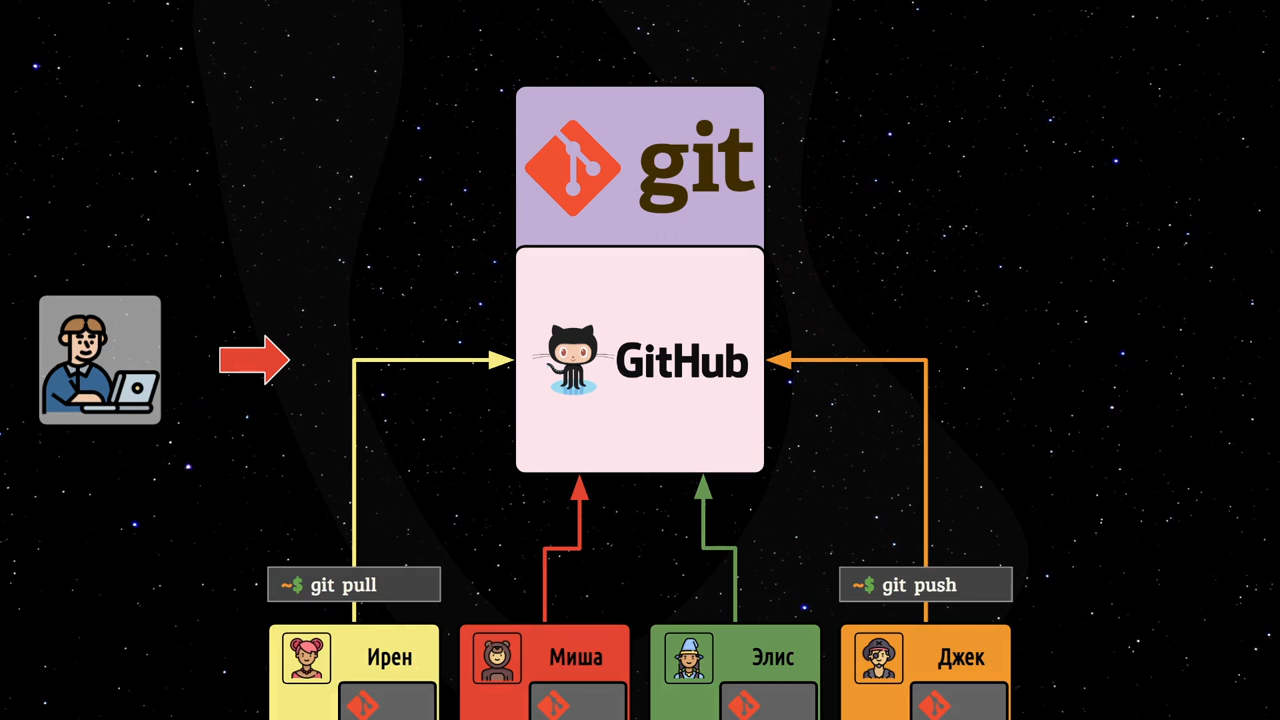 git
GitHub
~$ git pull
~$ git push
Ирен
Миша
Элис
Джек